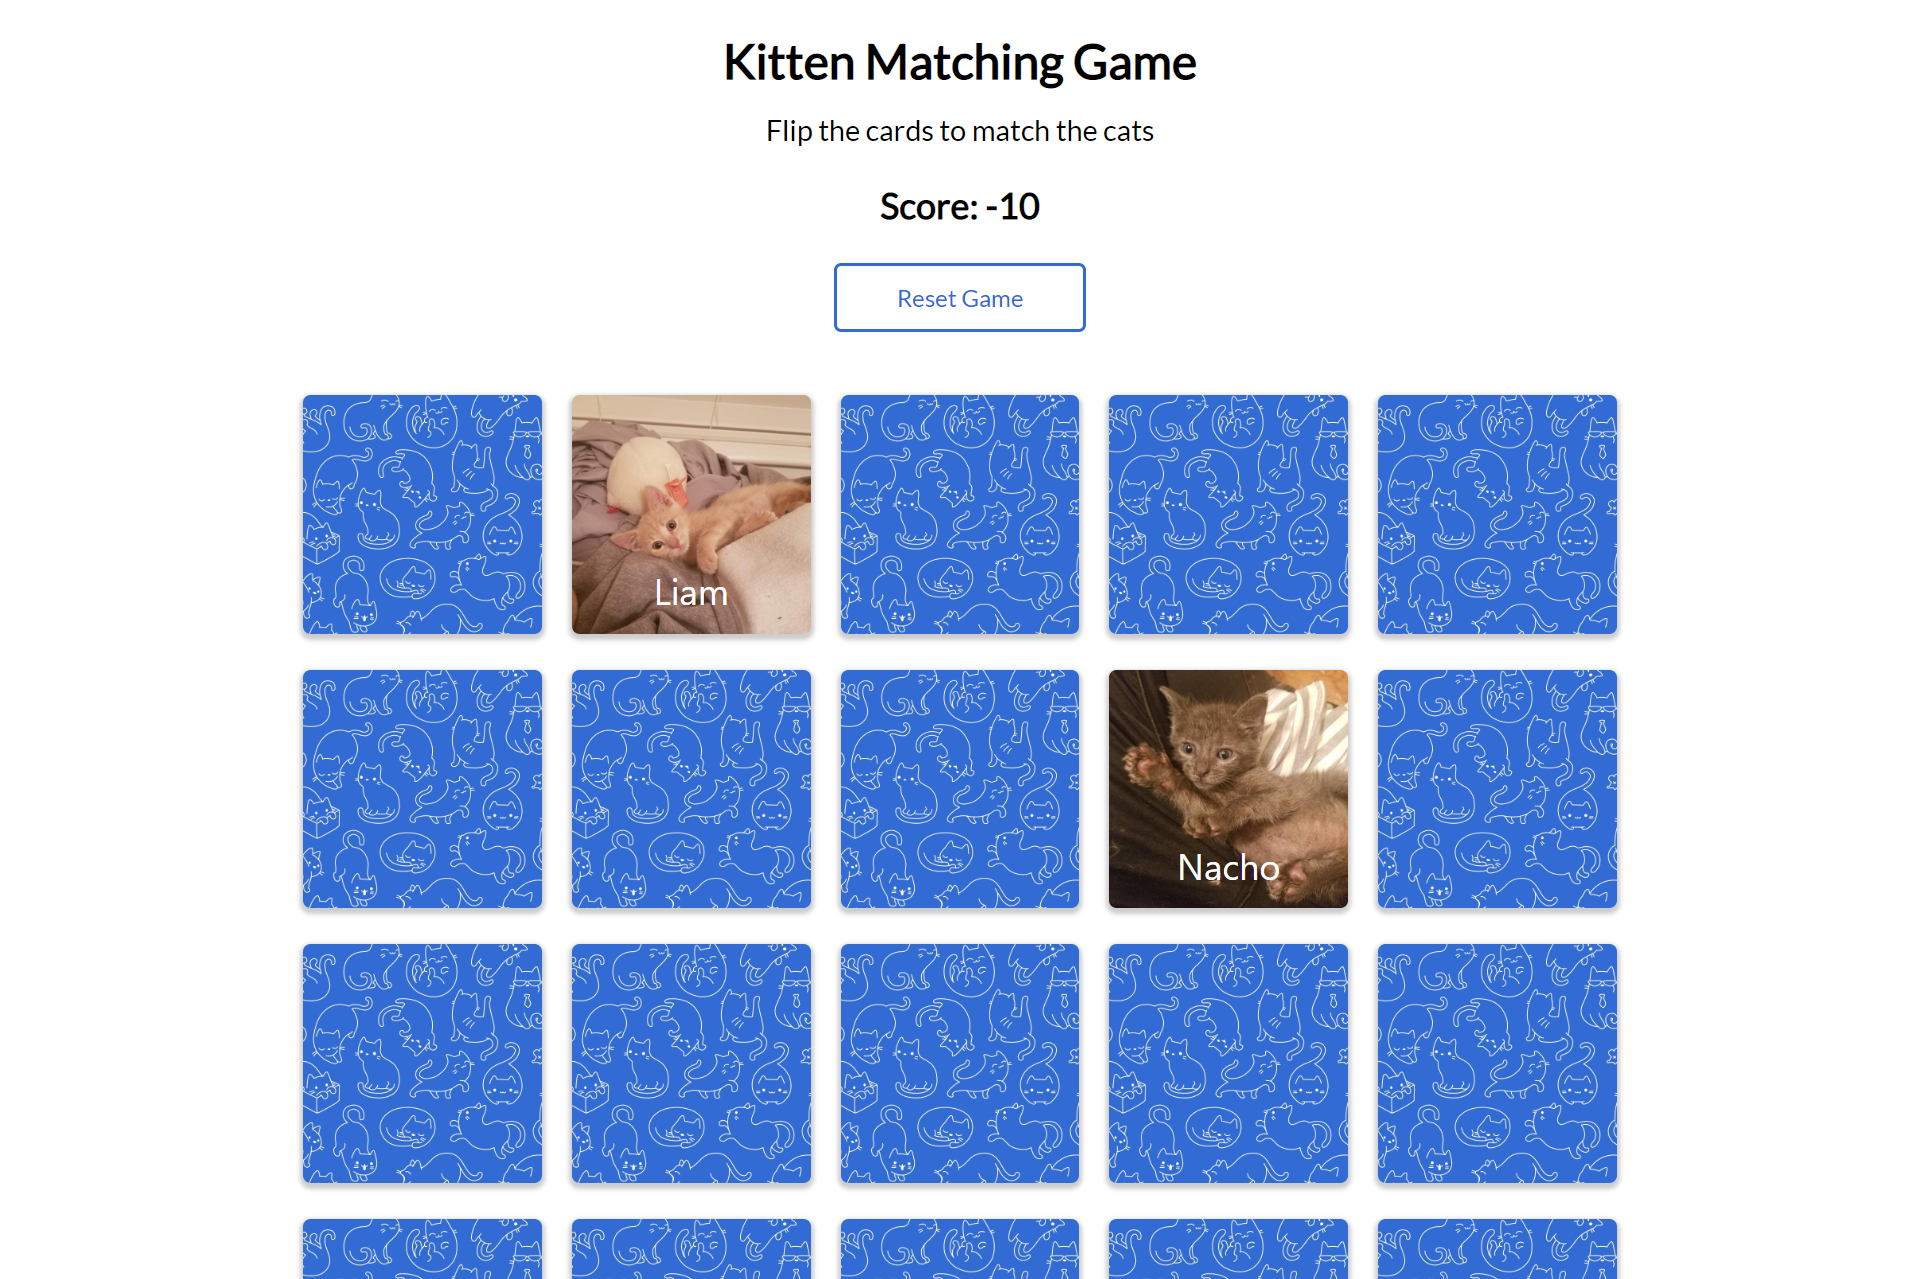 Kitten Matching Game
Flip the cards to match the cats
Score: -10
Reset Game
Liam
Nacho